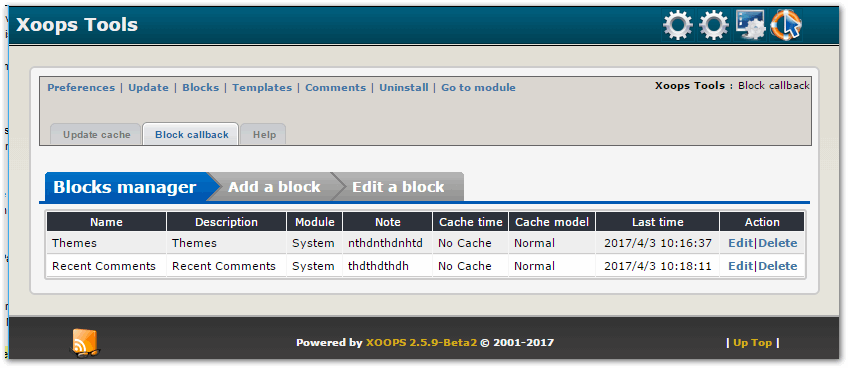 Xoops Tools
Preferences | Update | Blocks | Templates | Comments | Uninstall | Go to module
Xoops Tools : Block callback
Update cache Block callback Help
Blocks manager Add a block Edit a block
Name Description Module Note Cache time Cache model Last time Action
Themes Themes System nthdnthdnhtd No Cache Normal 2017/4/3 10:16:37 Edit|Delete
Recent Comments Recent Comments System thdthdthdh No Cache Normal 2017/4/3 10:18:11 Edit|Delete
Powered by XOOPS 2.5.9-Beta2 © 2001-2017
| Up Top |